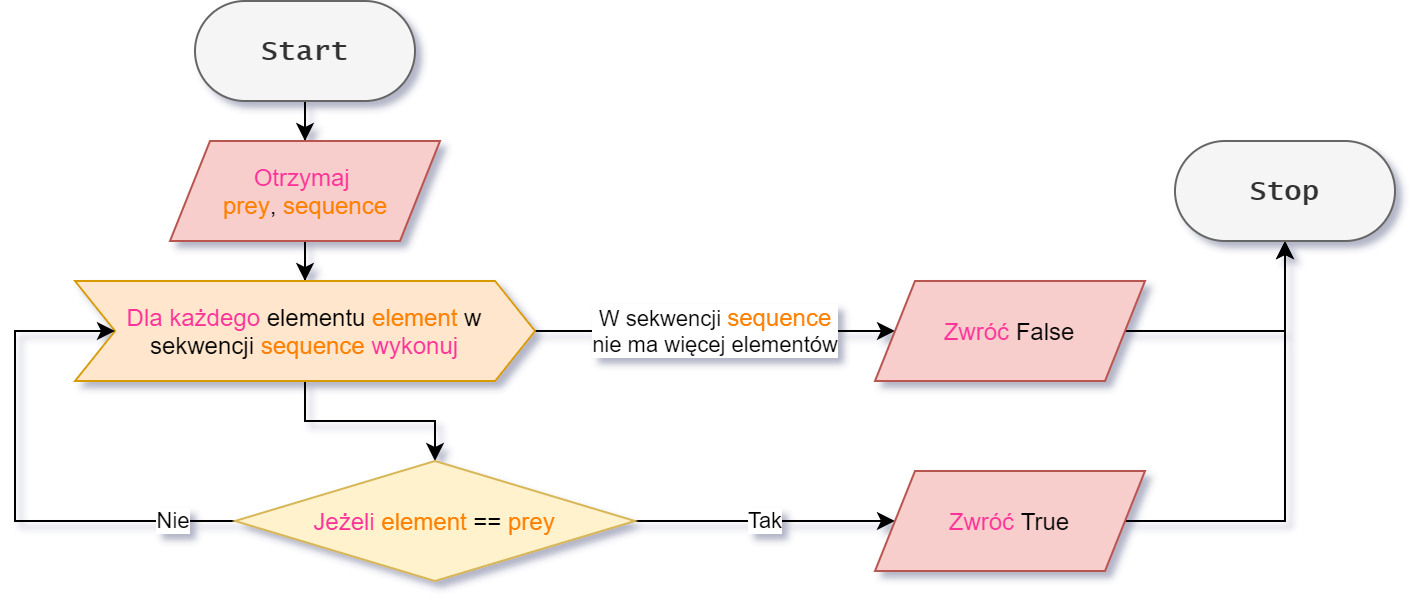 Start
Otrzymaj
prey, sequence
Stop
Dla każdego elementu element w
sekwencji sequence wykonuj
W sekwencji sequence
nie ma więcej elementów
Zwróć False
Nie
Jeżeli element == prey
Tak
Zwróć True